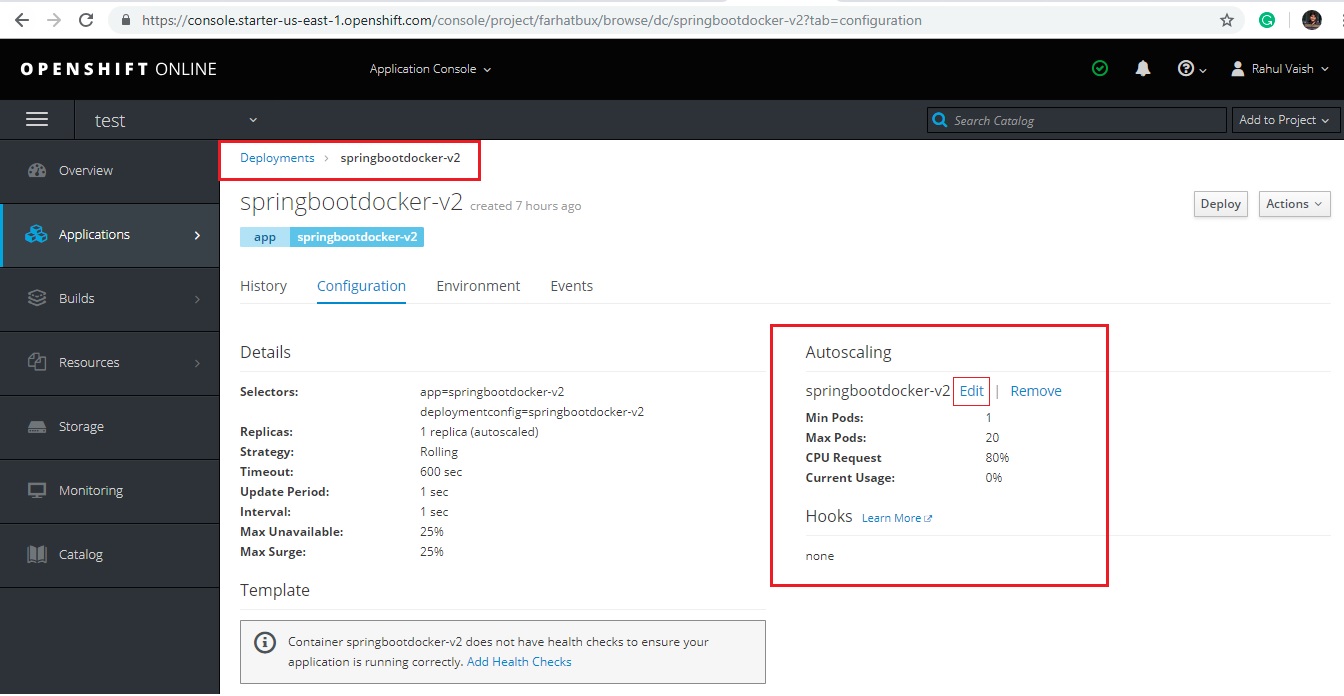 https://console.starter-us-east-1.openshift.com/console/project/farhatbux/browse/dc/springbootdocker-v2?tab=configuration
OPENSHIFT ONLINE
Application Console
Rahul Vaish
test
Search Catalog
Add to Project
Overview
Applications
Builds
Resources
Storage
Monitoring
Catalog
Deployments › springbootdocker-v2
springbootdocker-v2 created 7 hours ago
Deploy
Actions
app springbootdocker-v2
History Configuration Environment Events
Details
Selectors: app=springbootdocker-v2
deploymentconfig=springbootdocker-v2
Replicas: 1 replica (autoscaled)
Strategy: Rolling
Timeout: 600 sec
Update Period: 1 sec
Interval: 1 sec
Max Unavailable: 25%
Max Surge: 25%
Template
Container springbootdocker-v2 does not have health checks to ensure your
application is running correctly. Add Health Checks
Autoscaling
springbootdocker-v2 Edit | Remove
Min Pods: 1
Max Pods: 20
CPU Request 80%
Current Usage: 0%
Hooks Learn More
none